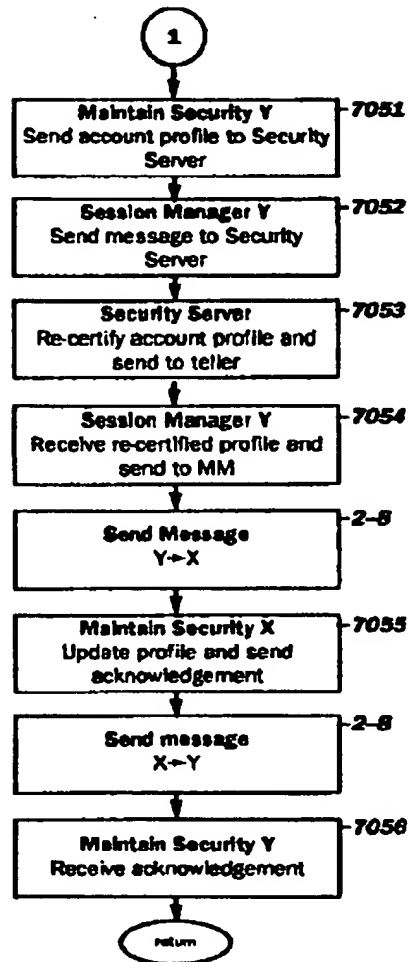 1
Maintain Security Y
Send account profile to Security
Server
7051
Session Manager Y
Send message to Security
Server
7052
Security Server
Re-certify account profile and
send to teller
7053
Session Manager Y
Receive re-certified profile and
send to MM
7054
Send Message
Y→X
2-8
Maintain Security X
Update profile and send
acknowledgement
7055
Send message
X→Y
2-8
Maintain Security Y
Receive acknowledgement
7056
return